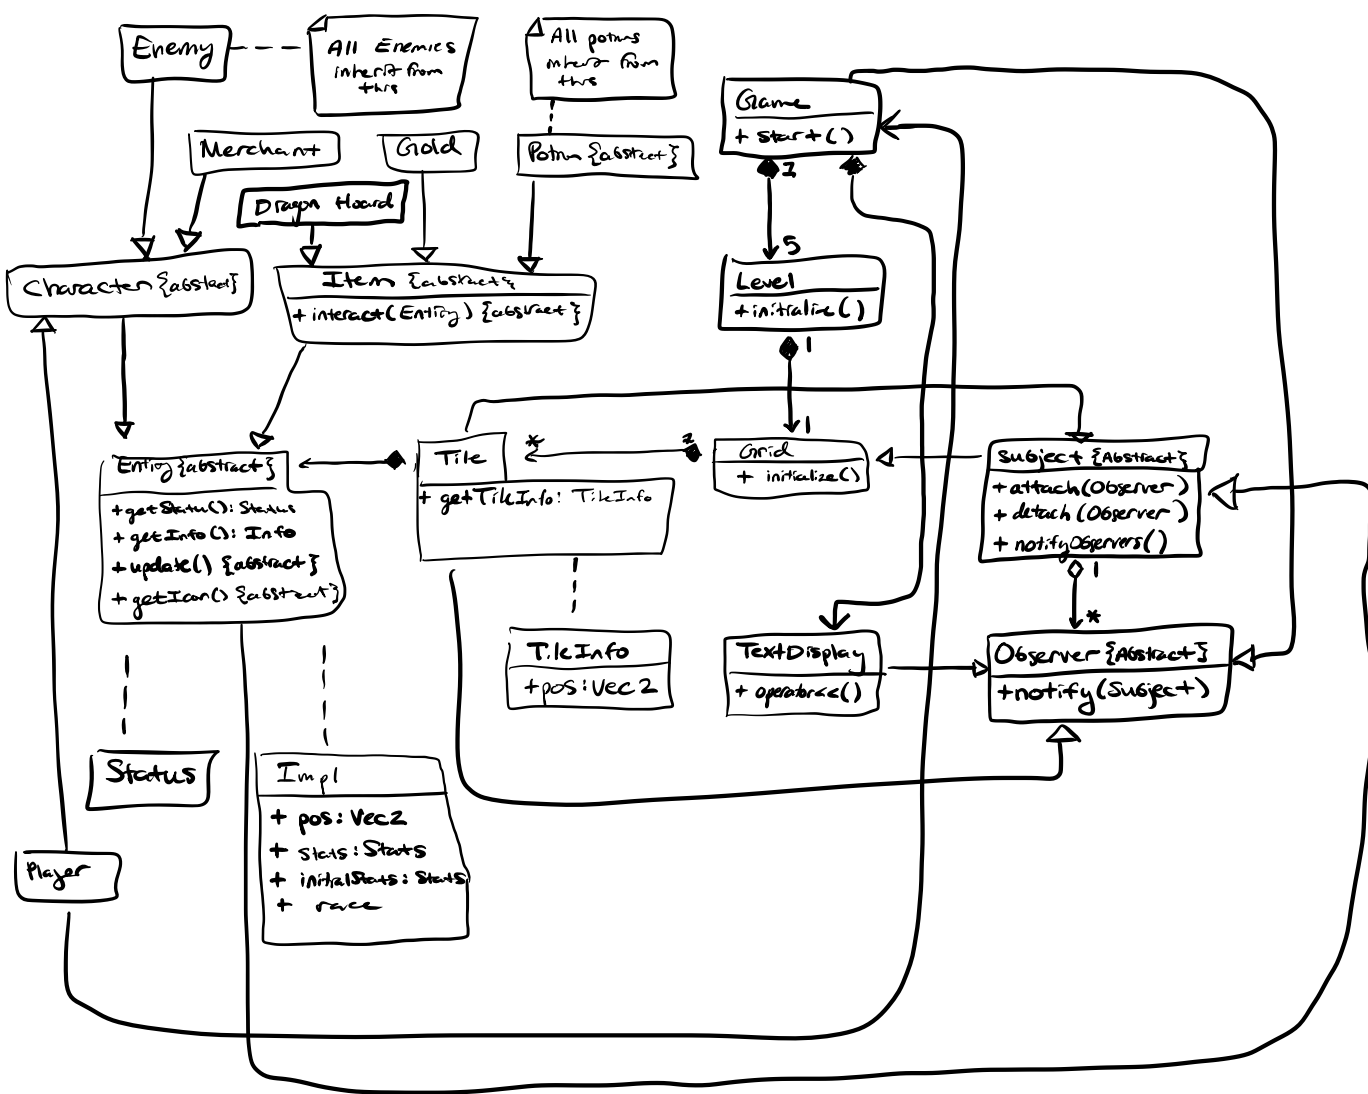 Enemy
All Enemies
inherit from
this
All potions
inherit from
this
Game
+ start()
Merchant
Gold
Potion {abstract}
Dragon Hoard
1
5
Character {abstract}
Item {abstract}
+ interact(Entity) {abstract}
Level
+ initialize()
1
1
Entity {abstract}
+ getStatus(): Status
+ getInfo(): Info
+ update() {abstract}
+ getIcon() {abstract}
Tile
+ getTileInfo: TileInfo
*
Grid
+ initialize()
Subject {Abstract}
+ attach(Observer)
+ detach(Observer)
+ notifyObservers()
1
*
TileInfo
+ pos: Vec2
TextDisplay
Observer {Abstract}
+ notify(Subject)
Status
Impl
+ pos: Vec2
+ Stats: Stats
+ initialStats: Stats
+ race
Player